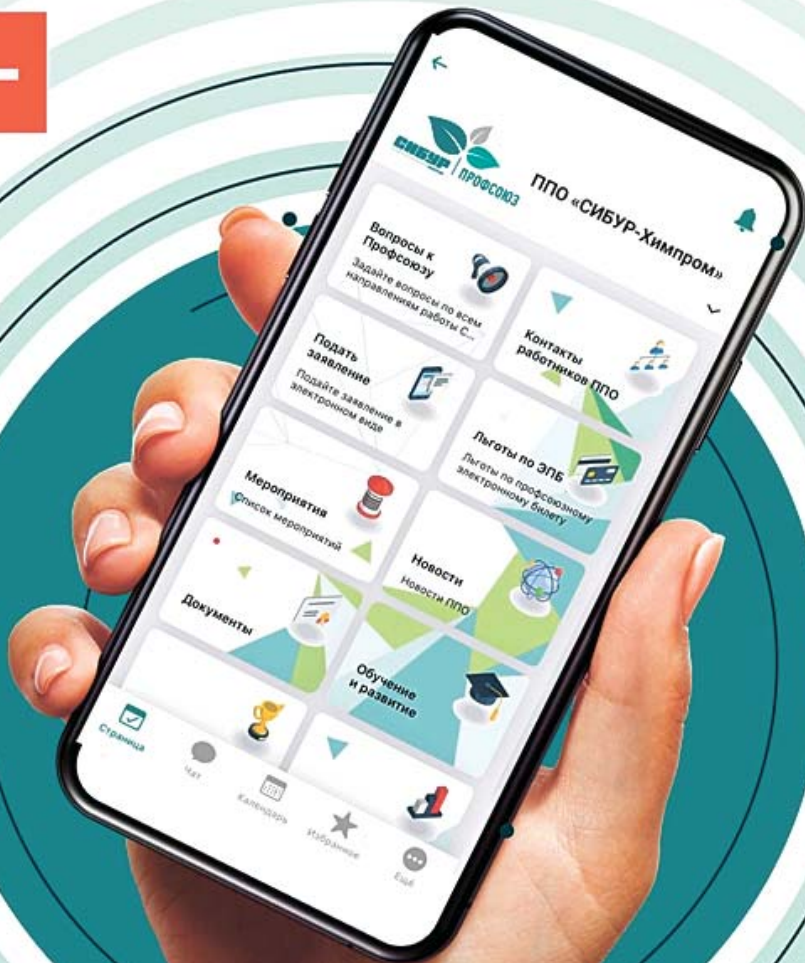 СИБУР
ПРОФСОЮЗ
ППО «СИБУР-Химпром»
Вопросы к
Профсоюзу
Задайте вопросы по всем
направлениям работы С...
Контакты
работников ППО
Подать
заявление
Подайте заявление в
электронном виде
Льготы по ЭПБ
Льготы по профсоюзному
электронному билету
Мероприятия
Список мероприятий
Новости
Новости ППО
Документы
Обучение
и развитие
Страница
Чат
Календарь
Избранное
Ещё